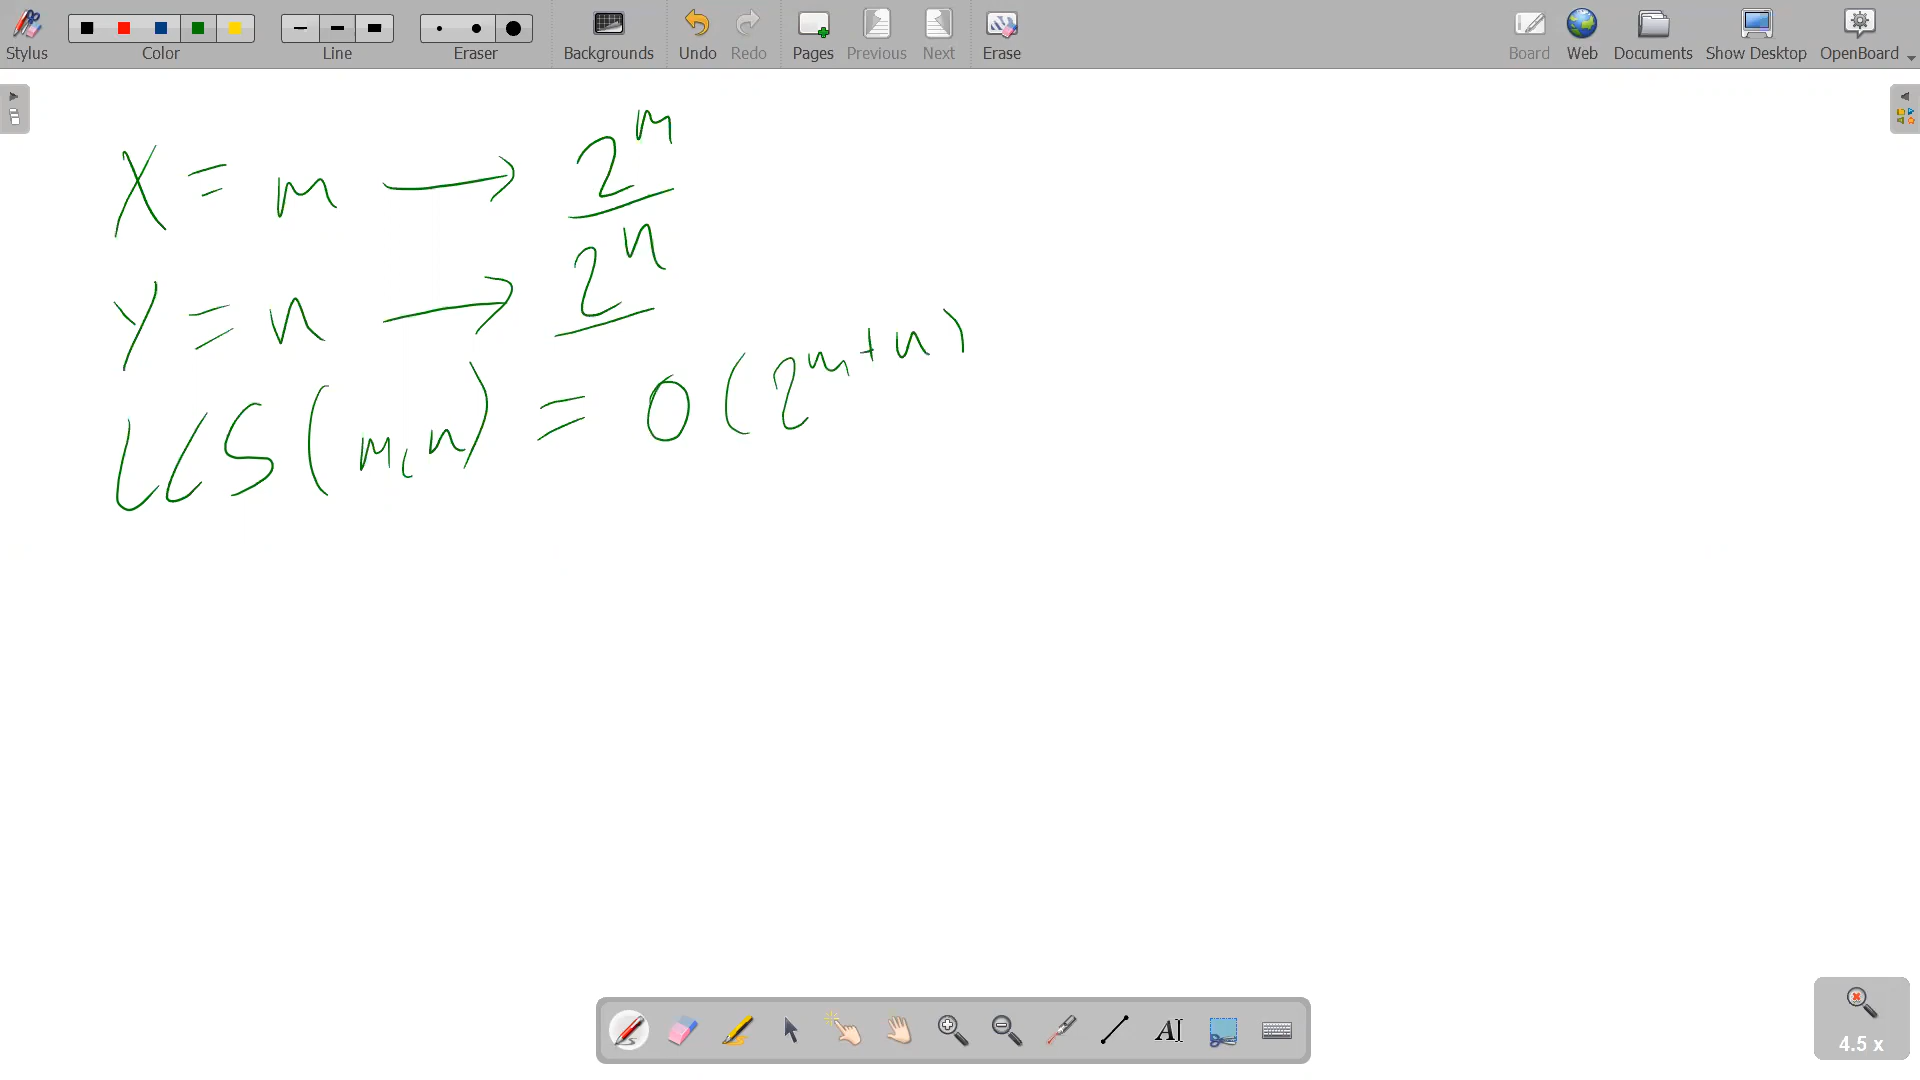 Stylus Color Line Eraser Backgrounds Undo Redo Pages Previous Next Erase Board Web Documents Show Desktop OpenBoard
X = m → 2^m
Y = n → 2^n
LCS(m, n) = O(2^m+n)
AI
4.5 x